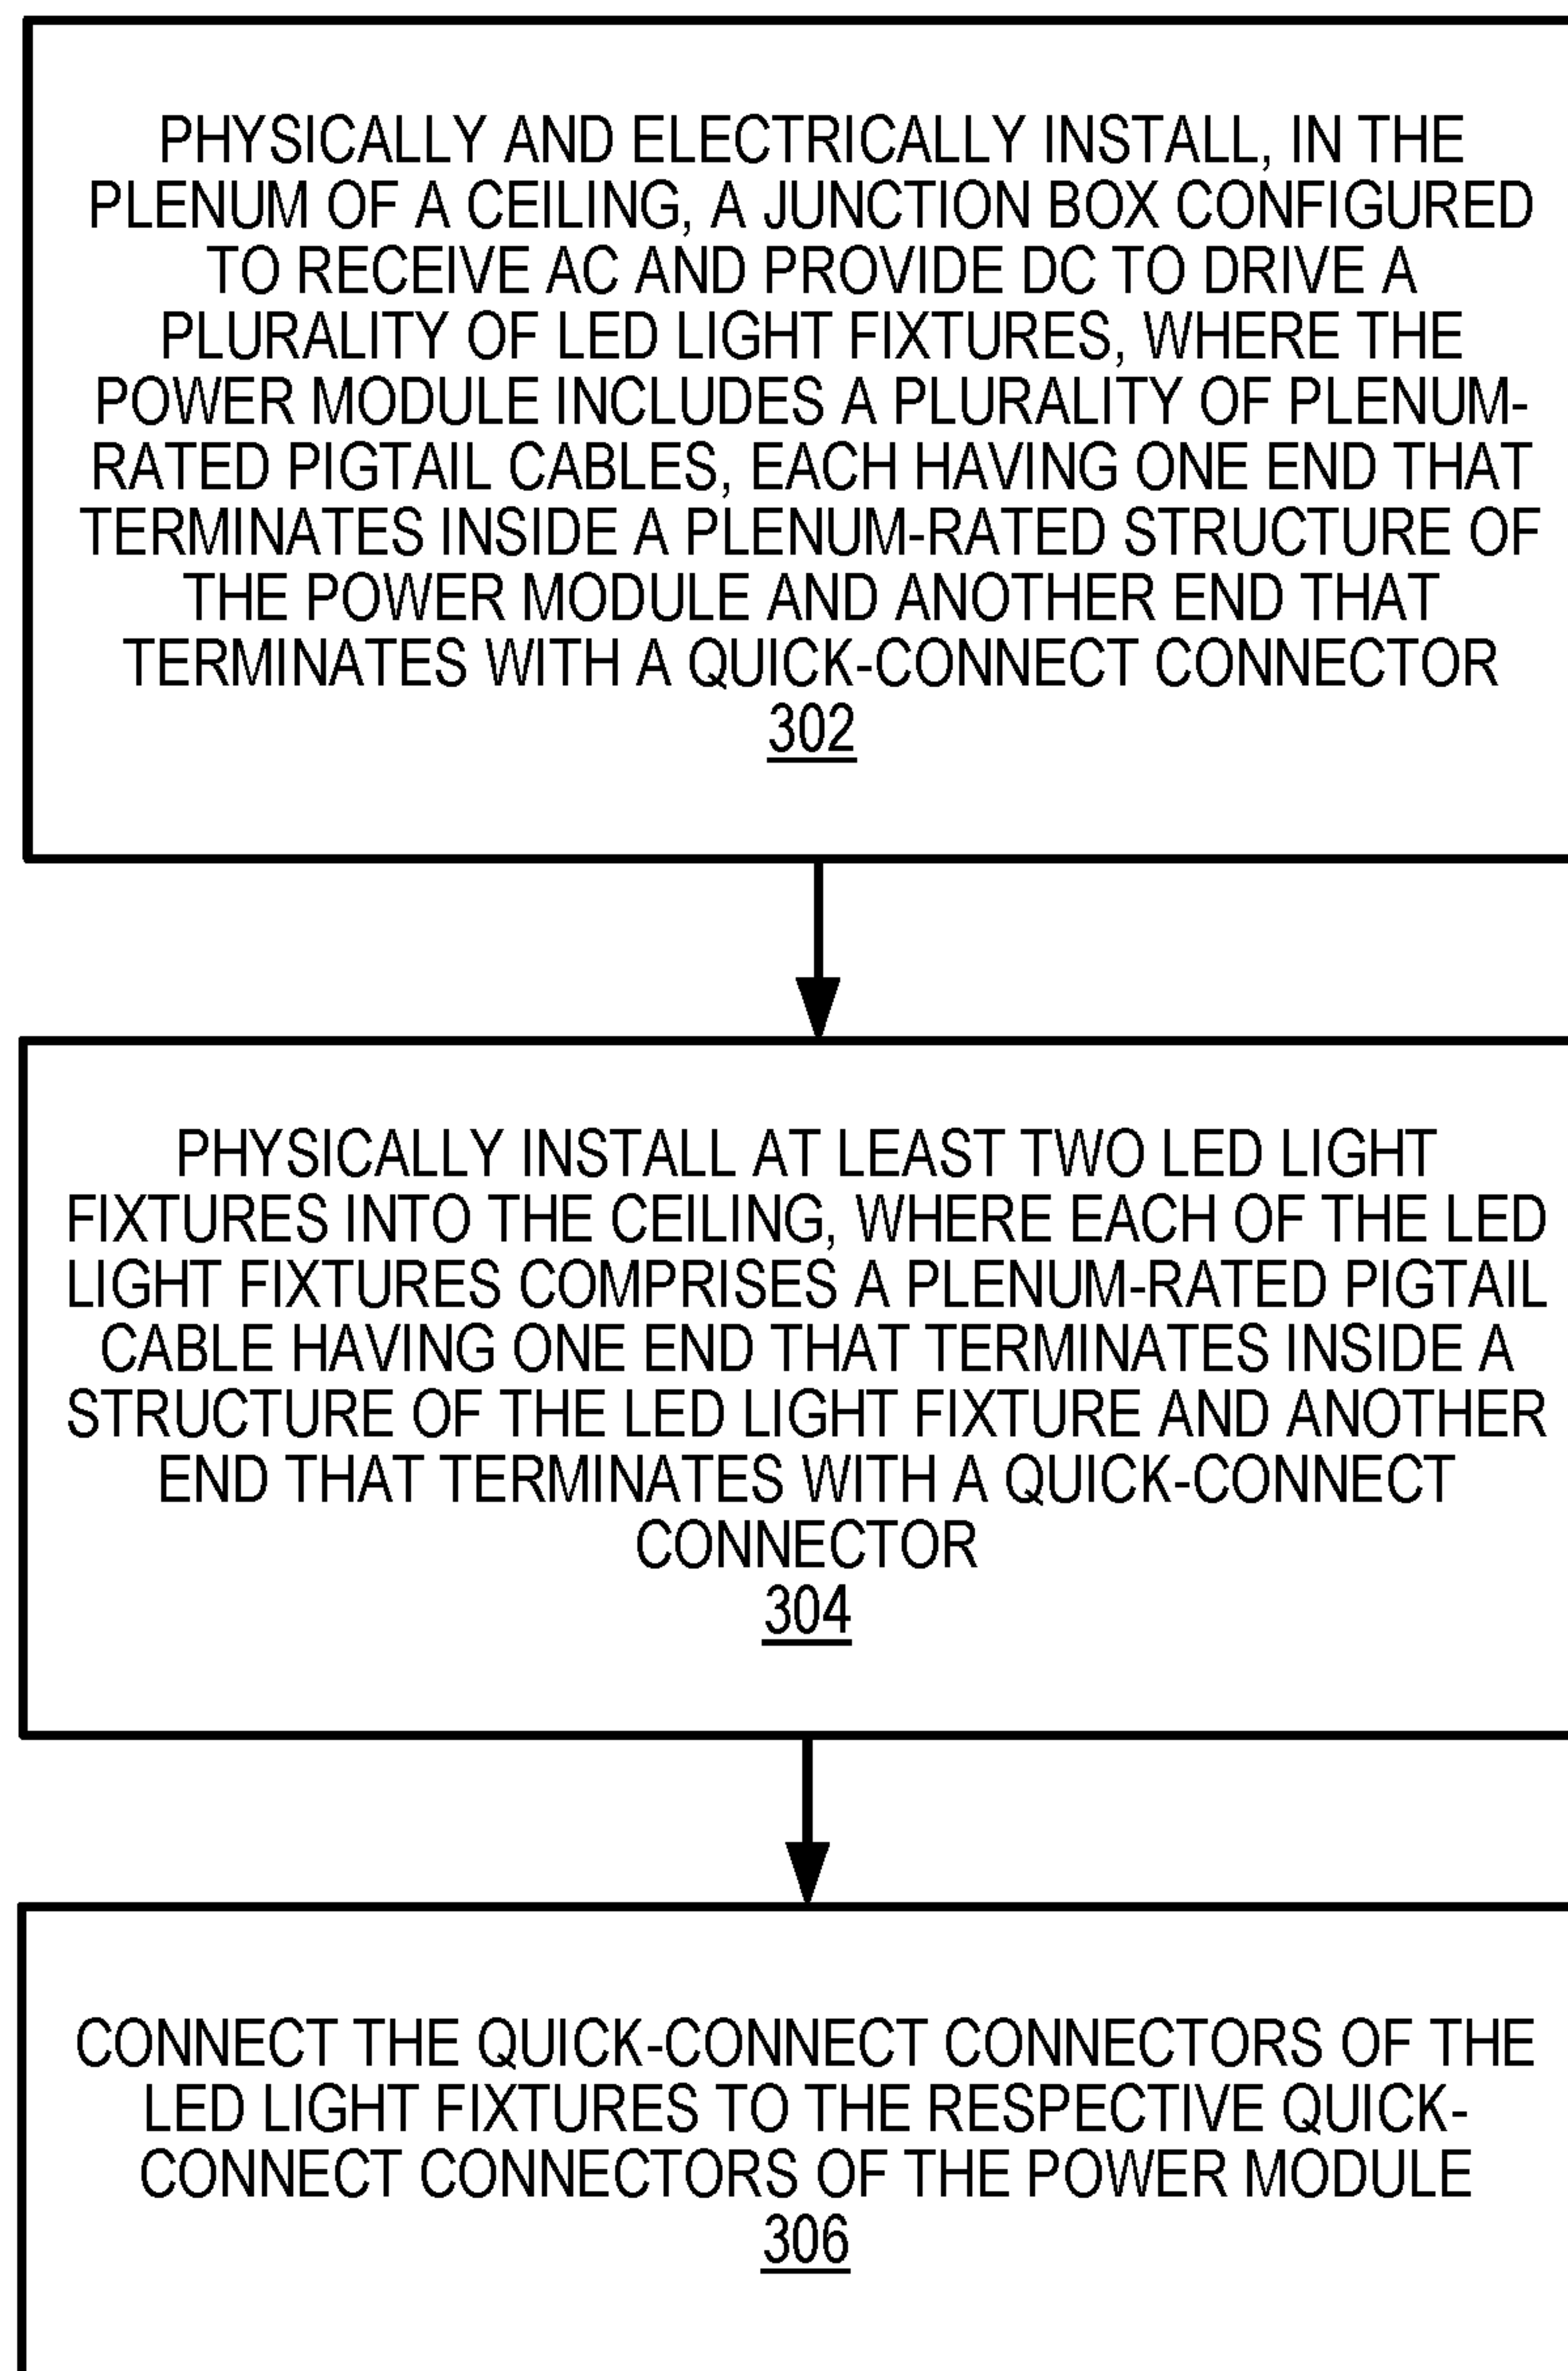 PHYSICALLY AND ELECTRICALLY INSTALL, IN THE
PLENUM OF A CEILING, A JUNCTION BOX CONFIGURED
TO RECEIVE AC AND PROVIDE DC TO DRIVE A
PLURALITY OF LED LIGHT FIXTURES, WHERE THE
POWER MODULE INCLUDES A PLURALITY OF PLENUM-
RATED PIGTAIL CABLES, EACH HAVING ONE END THAT
TERMINATES INSIDE A PLENUM-RATED STRUCTURE OF
THE POWER MODULE AND ANOTHER END THAT
TERMINATES WITH A QUICK-CONNECT CONNECTOR
302
PHYSICALLY INSTALL AT LEAST TWO LED LIGHT
FIXTURES INTO THE CEILING, WHERE EACH OF THE LED
LIGHT FIXTURES COMPRISES A PLENUM-RATED PIGTAIL
CABLE HAVING ONE END THAT TERMINATES INSIDE A
STRUCTURE OF THE LED LIGHT FIXTURE AND ANOTHER
END THAT TERMINATES WITH A QUICK-CONNECT
CONNECTOR
304
CONNECT THE QUICK-CONNECT CONNECTORS OF THE
LED LIGHT FIXTURES TO THE RESPECTIVE QUICK-
CONNECT CONNECTORS OF THE POWER MODULE
306